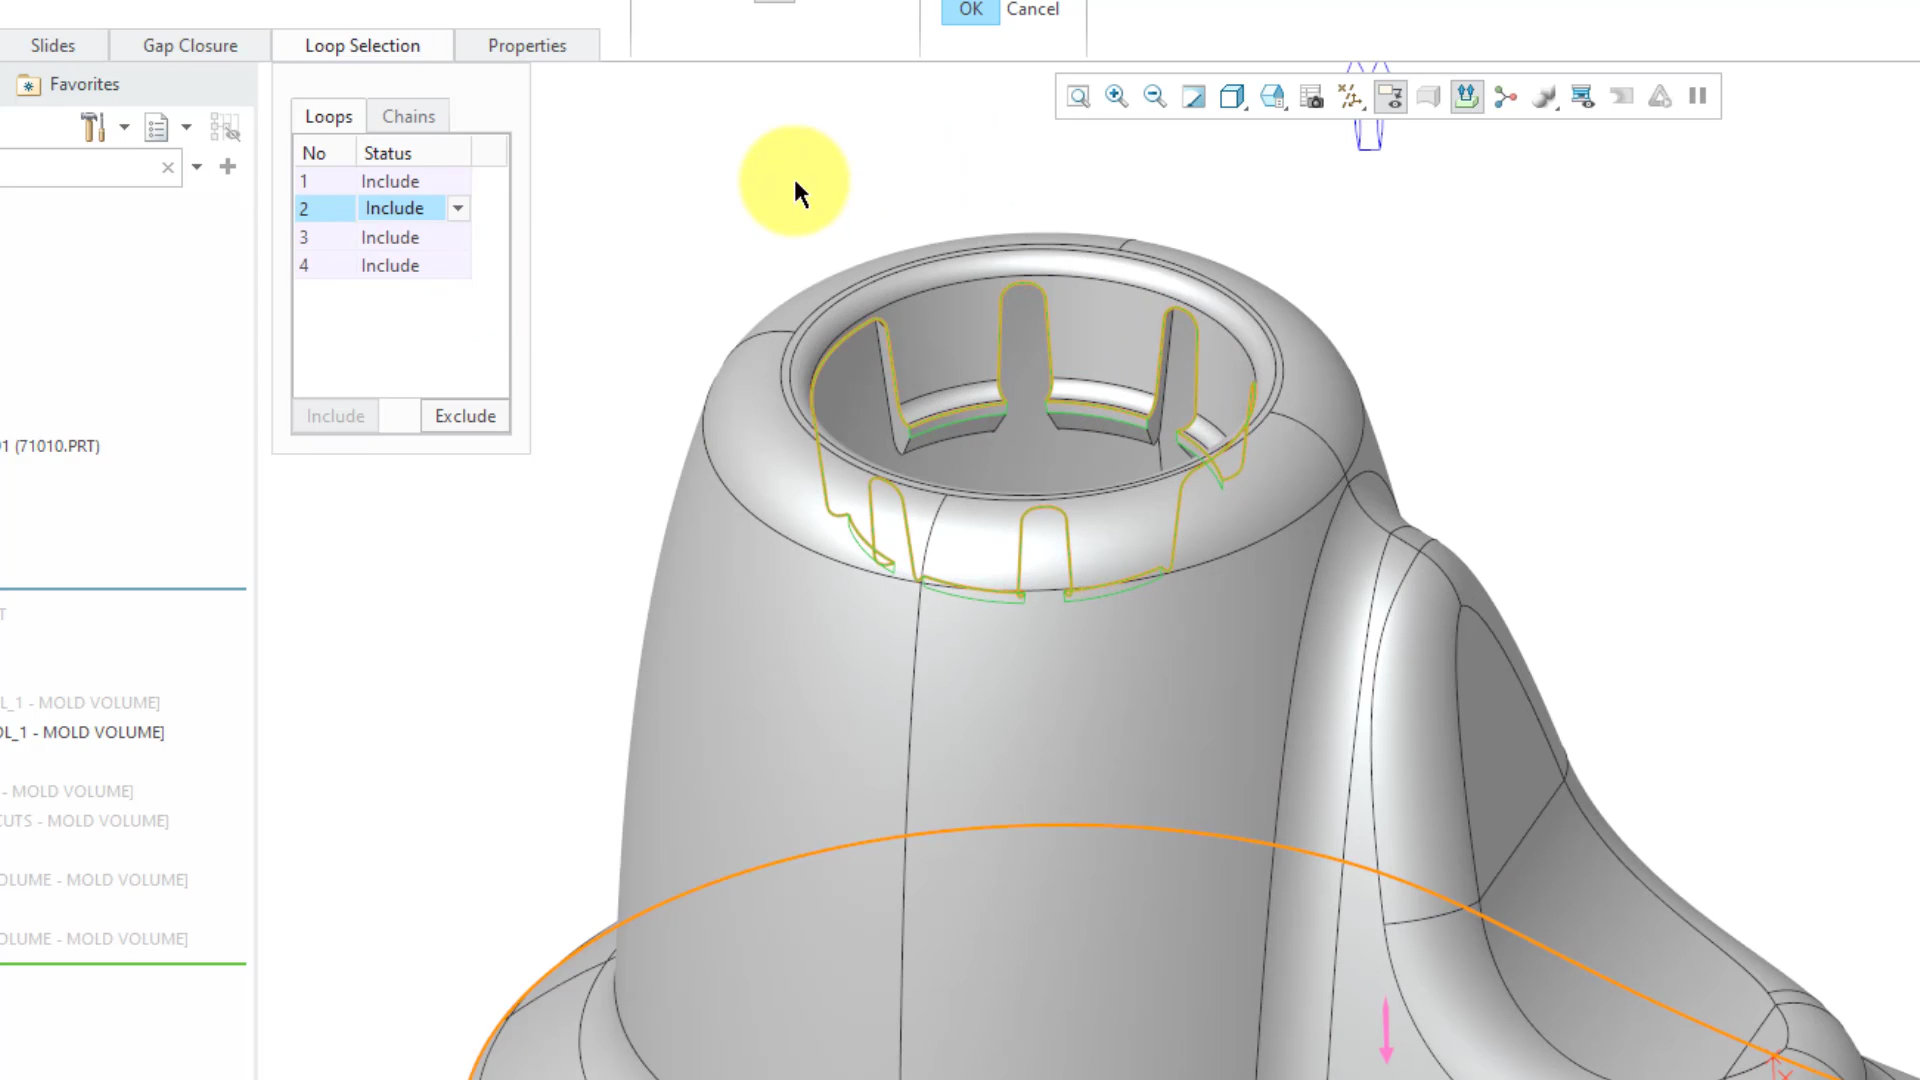 OK Cancel
Slides Gap Closure Loop Selection Properties
Favorites
Loops Chains
No Status
1 Include
2 Include
3 Include
4 Include
Include Exclude
(71010.PRT)
L_1 - MOLD VOLUME]
OL_1 - MOLD VOLUME]
- MOLD VOLUME]
CUTS - MOLD VOLUME]
OLUME - MOLD VOLUME]
OLUME - MOLD VOLUME]